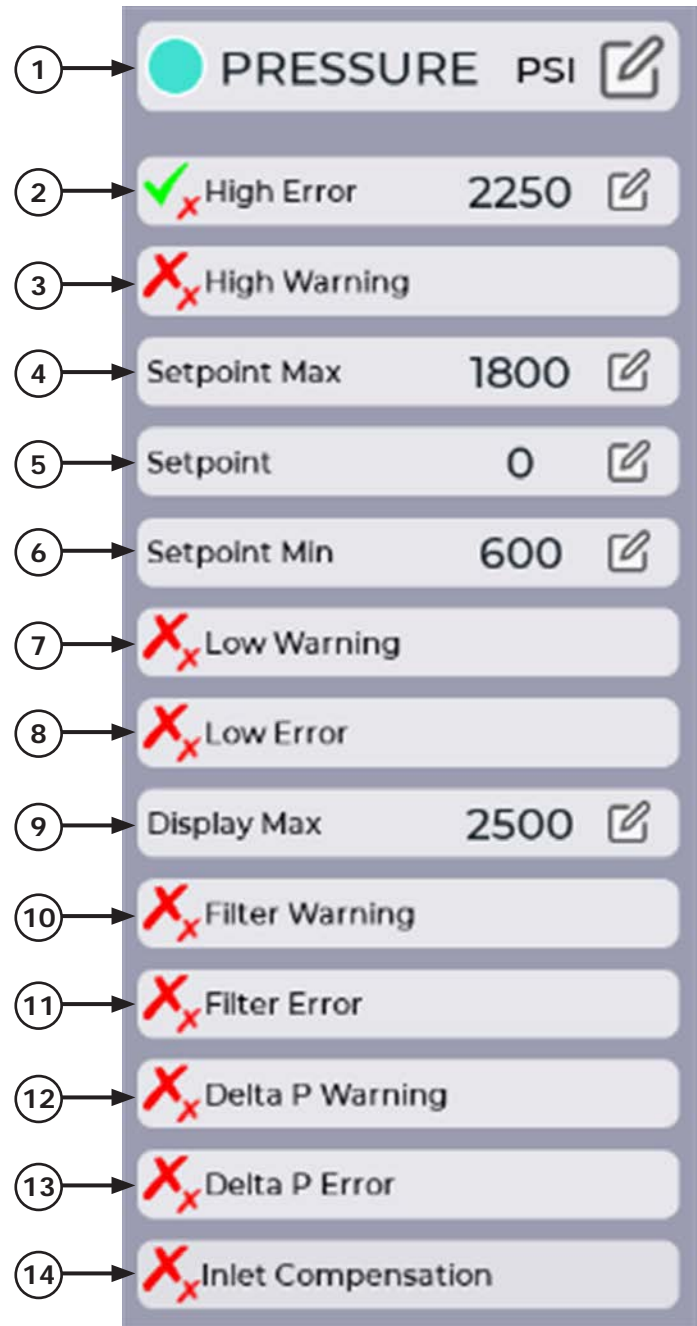 1 PRESSURE PSI
2 High Error 2250
3 High Warning
4 Setpoint Max 1800
5 Setpoint 0
6 Setpoint Min 600
7 Low Warning
8 Low Error
9 Display Max 2500
10 Filter Warning
11 Filter Error
12 Delta P Warning
13 Delta P Error
14 Inlet Compensation